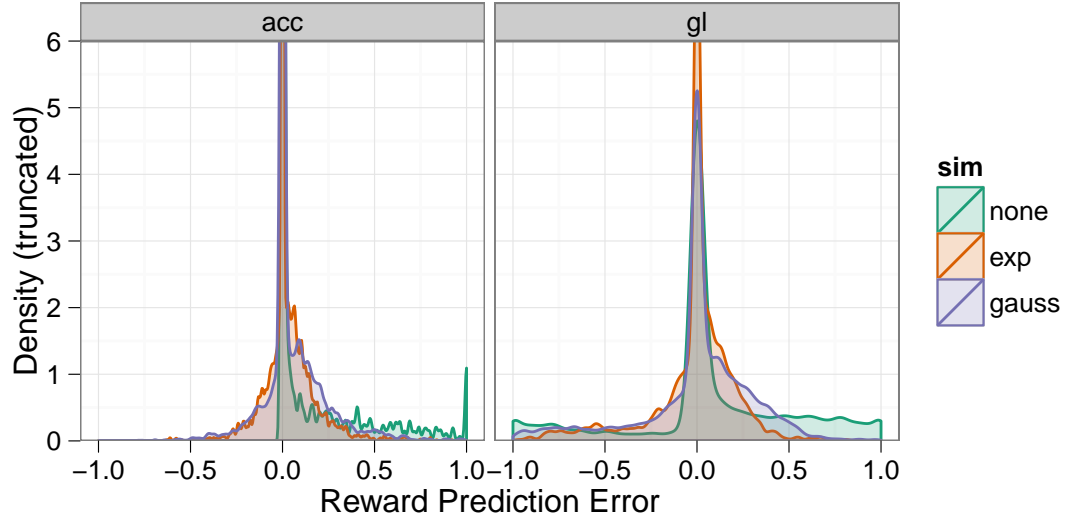 acc
gl
Density (truncated)
6
5
4
3
2
1
0
−1.0 −0.5 0.0 0.5 1.0
−1.0 −0.5 0.0 0.5 1.0
Reward Prediction Error
sim
none
exp
gauss